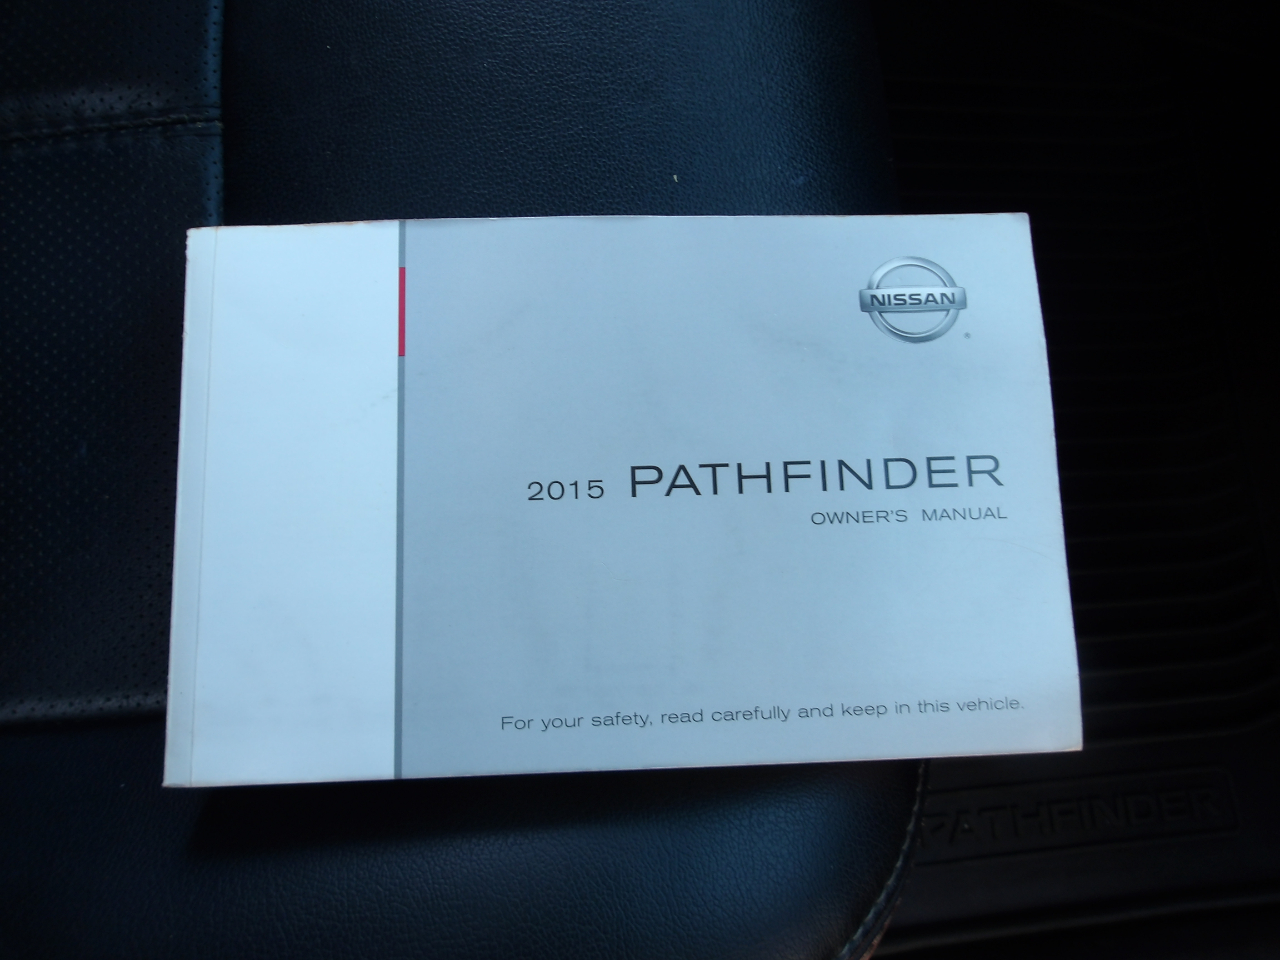 NISSAN
2015 PATHFINDER
OWNER'S MANUAL
For your safety, read carefully and keep in this vehicle.
PATHFINDER